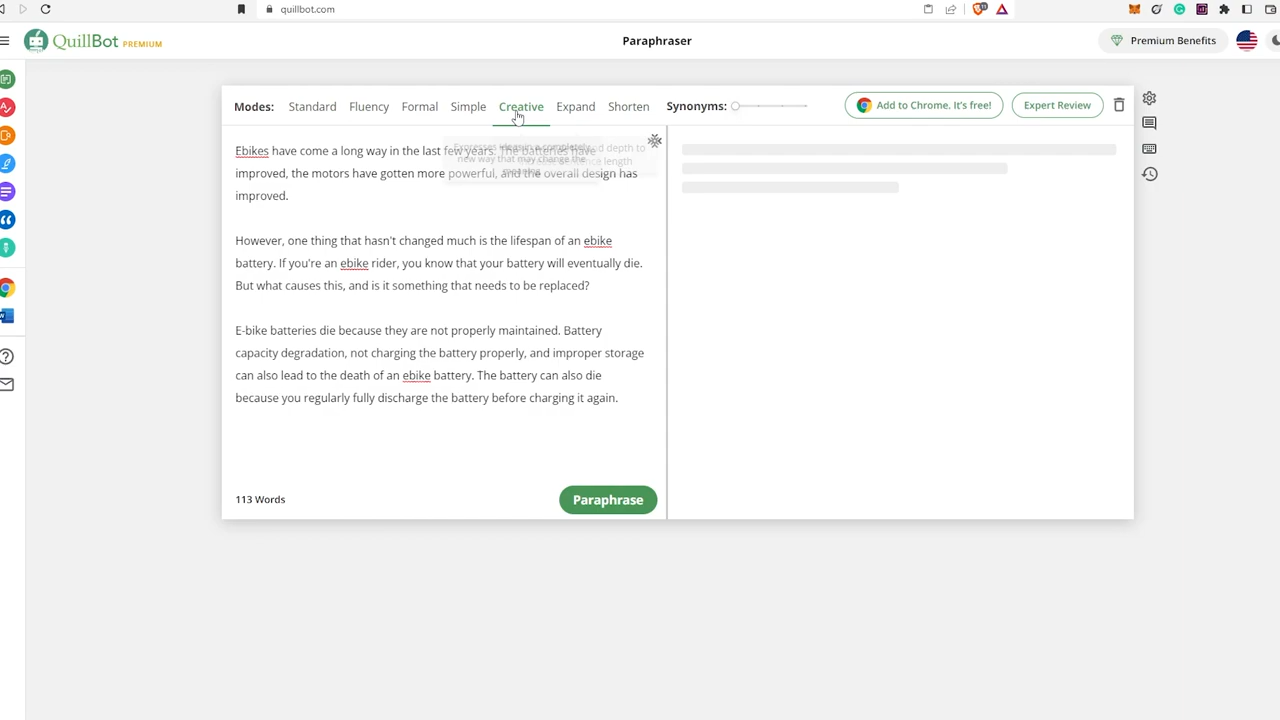 quillbot.com
QuillBot PREMIUM
Paraphraser
Premium Benefits
Modes: Standard Fluency Formal Simple Creative Expand Shorten Synonyms: Add to Chrome. It's free! Expert Review
Ebikes have come a long way in the last few years. The batteries have
improved, the motors have gotten more powerful, and the overall design has
improved.
However, one thing that hasn't changed much is the lifespan of an ebike
battery. If you're an ebike rider, you know that your battery will eventually die.
But what causes this, and is it something that needs to be replaced?
E-bike batteries die because they are not properly maintained. Battery
capacity degradation, not charging the battery properly, and improper storage
can also lead to the death of an ebike battery. The battery can also die
because you regularly fully discharge the battery before charging it again.
113 Words
Paraphrase